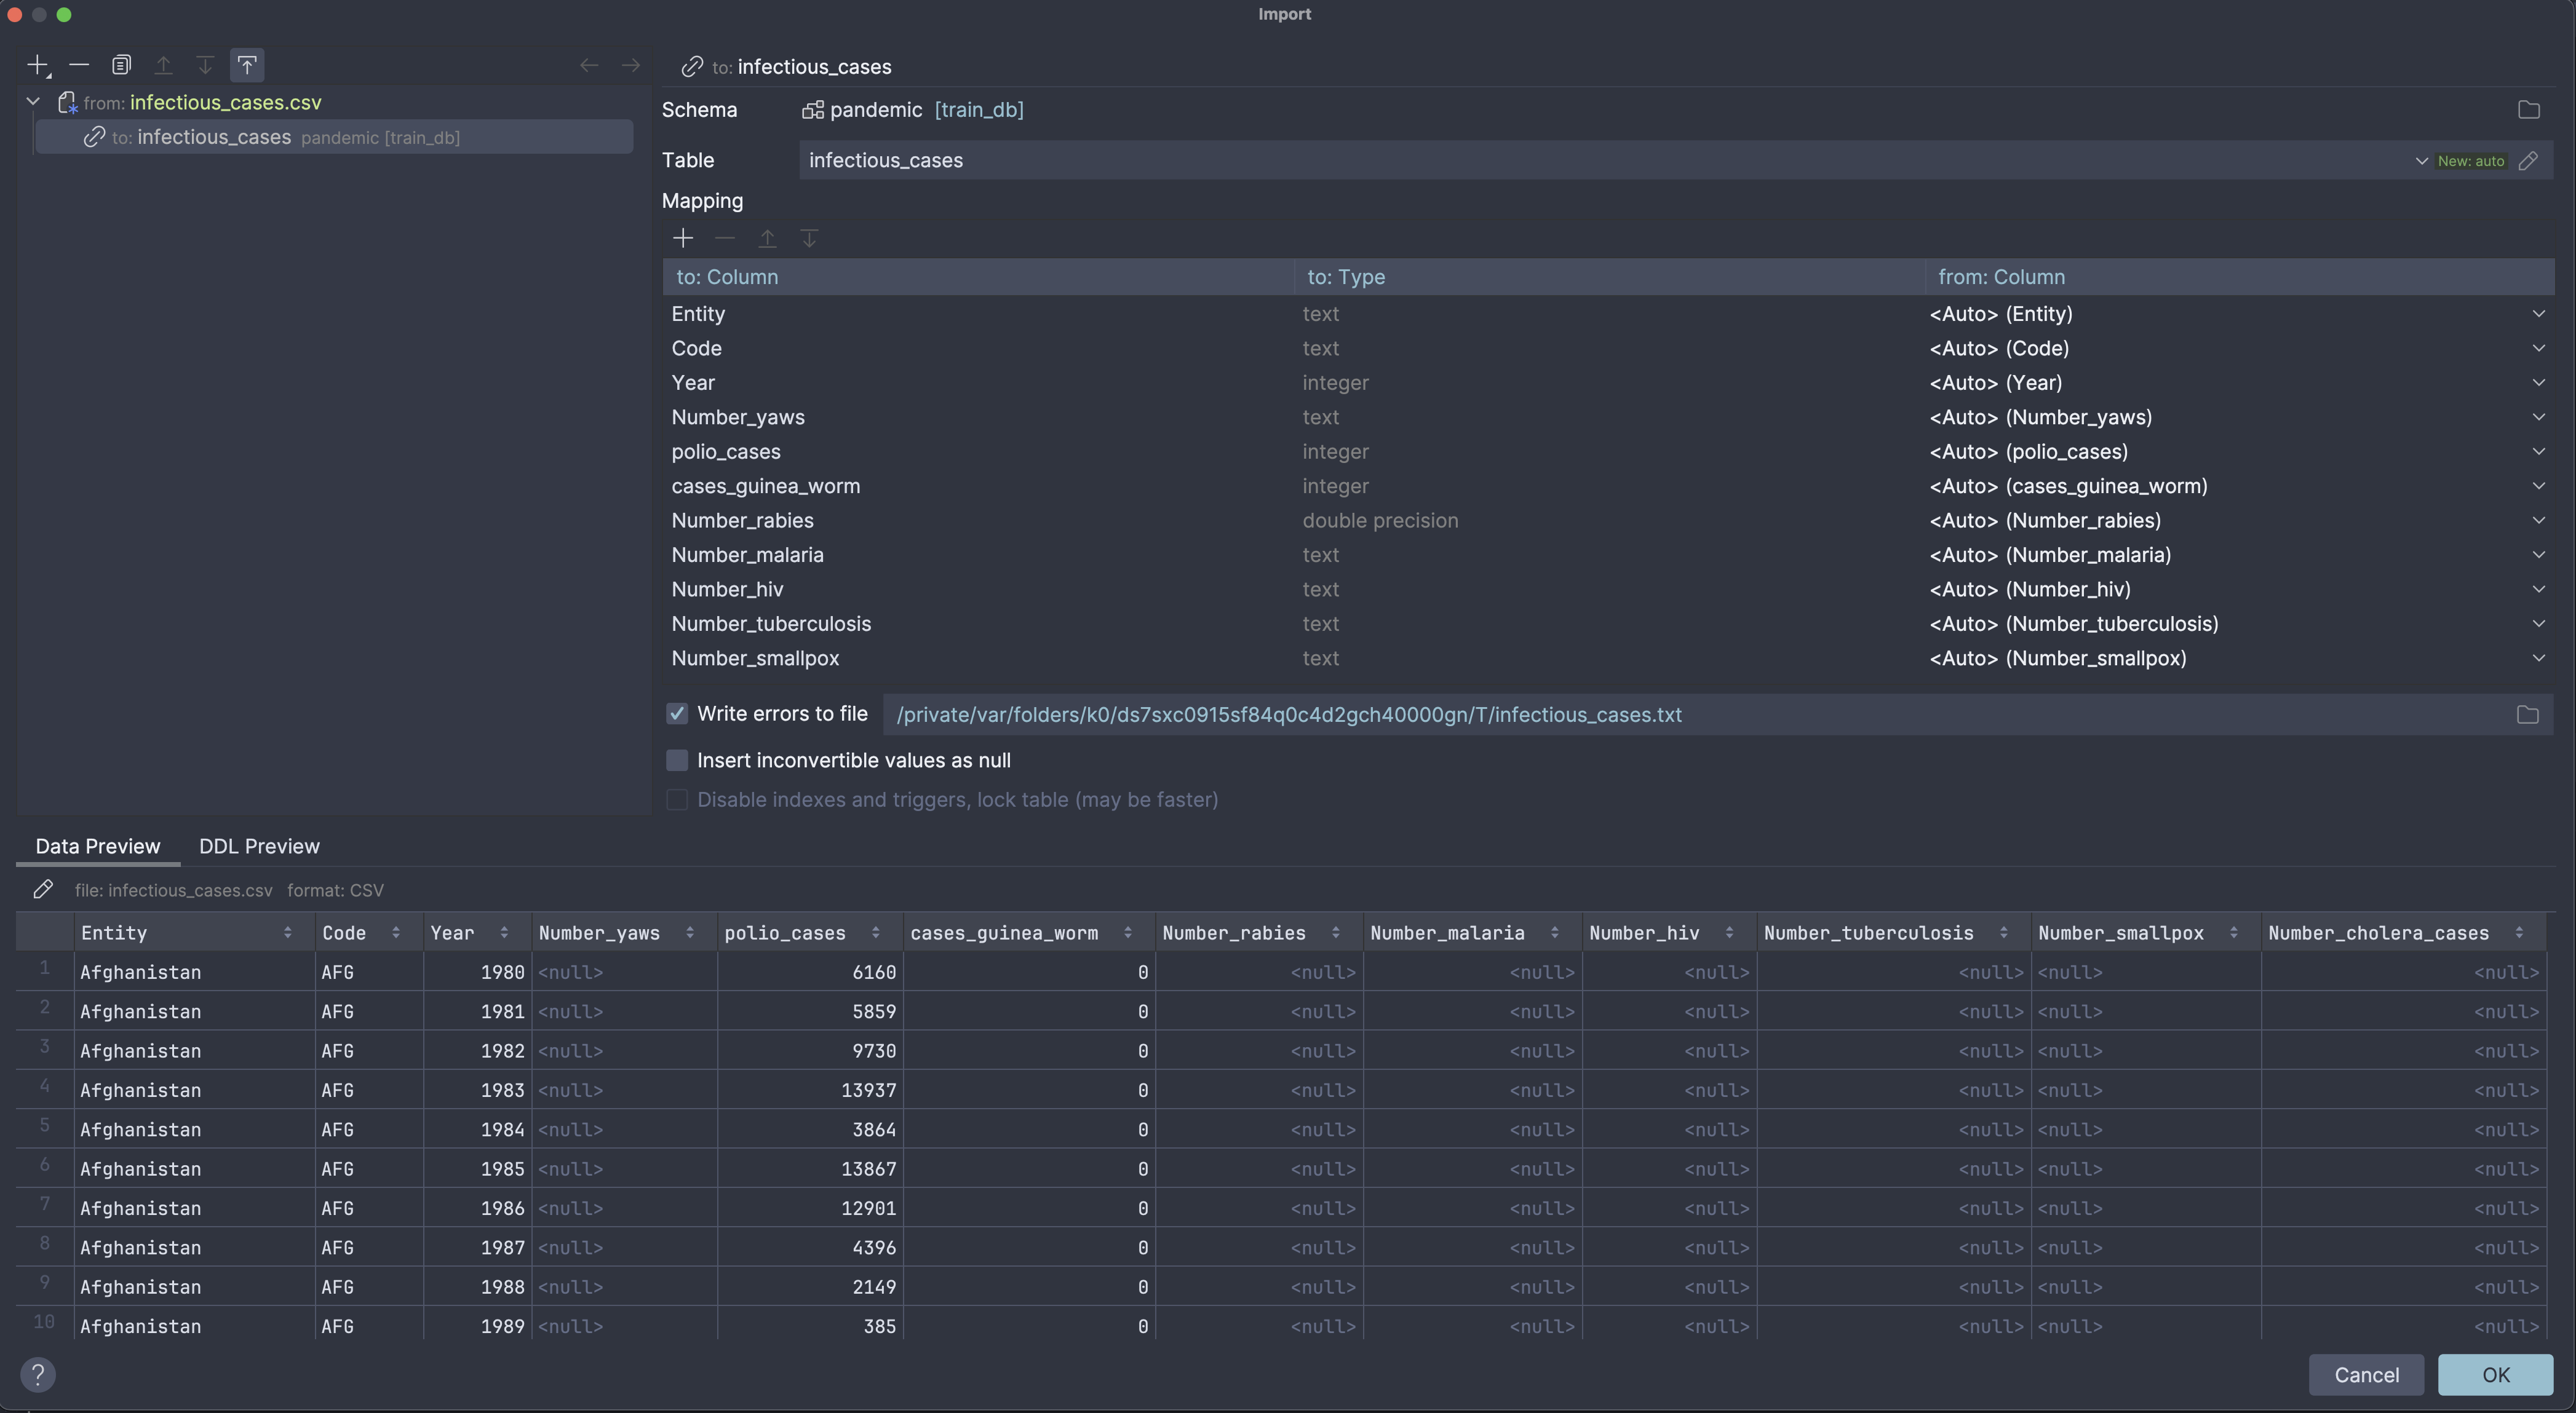 Import
from: infectious_cases.csv
to: infectious_cases pandemic [train_db]
to: infectious_cases
Schema pandemic [train_db]
Table infectious_cases New: auto
Mapping
to: Column to: Type from: Column
Entity text <Auto> (Entity)
Code text <Auto> (Code)
Year integer <Auto> (Year)
Number_yaws text <Auto> (Number_yaws)
polio_cases integer <Auto> (polio_cases)
cases_guinea_worm integer <Auto> (cases_guinea_worm)
Number_rabies double precision <Auto> (Number_rabies)
Number_malaria text <Auto> (Number_malaria)
Number_hiv text <Auto> (Number_hiv)
Number_tuberculosis text <Auto> (Number_tuberculosis)
Number_smallpox text <Auto> (Number_smallpox)
Write errors to file /private/var/folders/k0/ds7sxc0915sf84q0c4d2gch40000gn/T/infectious_cases.txt
Insert inconvertible values as null
Disable indexes and triggers, lock table (may be faster)
Data Preview DDL Preview
file: infectious_cases.csv format: CSV
Entity Code Year Number_yaws polio_cases cases_guinea_worm Number_rabies Number_malaria Number_hiv Number_tuberculosis Number_smallpox Number_cholera_cases
1 Afghanistan AFG 1980 <null> 6160 0 <null> <null> <null> <null> <null> <null>
2 Afghanistan AFG 1981 <null> 5859 0 <null> <null> <null> <null> <null> <null>
3 Afghanistan AFG 1982 <null> 9730 0 <null> <null> <null> <null> <null> <null>
4 Afghanistan AFG 1983 <null> 13937 0 <null> <null> <null> <null> <null> <null>
5 Afghanistan AFG 1984 <null> 3864 0 <null> <null> <null> <null> <null> <null>
6 Afghanistan AFG 1985 <null> 13867 0 <null> <null> <null> <null> <null> <null>
7 Afghanistan AFG 1986 <null> 12901 0 <null> <null> <null> <null> <null> <null>
8 Afghanistan AFG 1987 <null> 4396 0 <null> <null> <null> <null> <null> <null>
9 Afghanistan AFG 1988 <null> 2149 0 <null> <null> <null> <null> <null> <null>
10 Afghanistan AFG 1989 <null> 385 0 <null> <null> <null> <null> <null> <null>
? Cancel OK